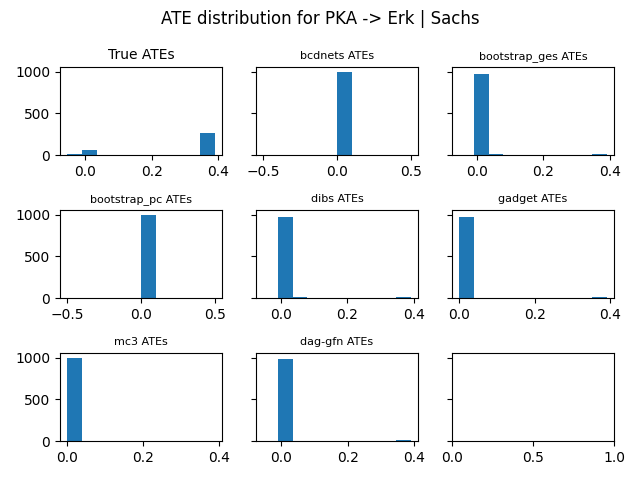 ATE distribution for PKA -> Erk | Sachs
True ATEs
bcdnets ATEs
bootstrap_ges ATEs
1000
500
0
0.0 0.2 0.4
−0.5 0.0 0.5
0.0 0.2 0.4
bootstrap_pc ATEs
dibs ATEs
gadget ATEs
1000
500
0
−0.5 0.0 0.5
0.0 0.2 0.4
0.0 0.2 0.4
mc3 ATEs
dag-gfn ATEs
1000
500
0
0.0 0.2 0.4
0.0 0.2 0.4
0.0 0.5 1.0